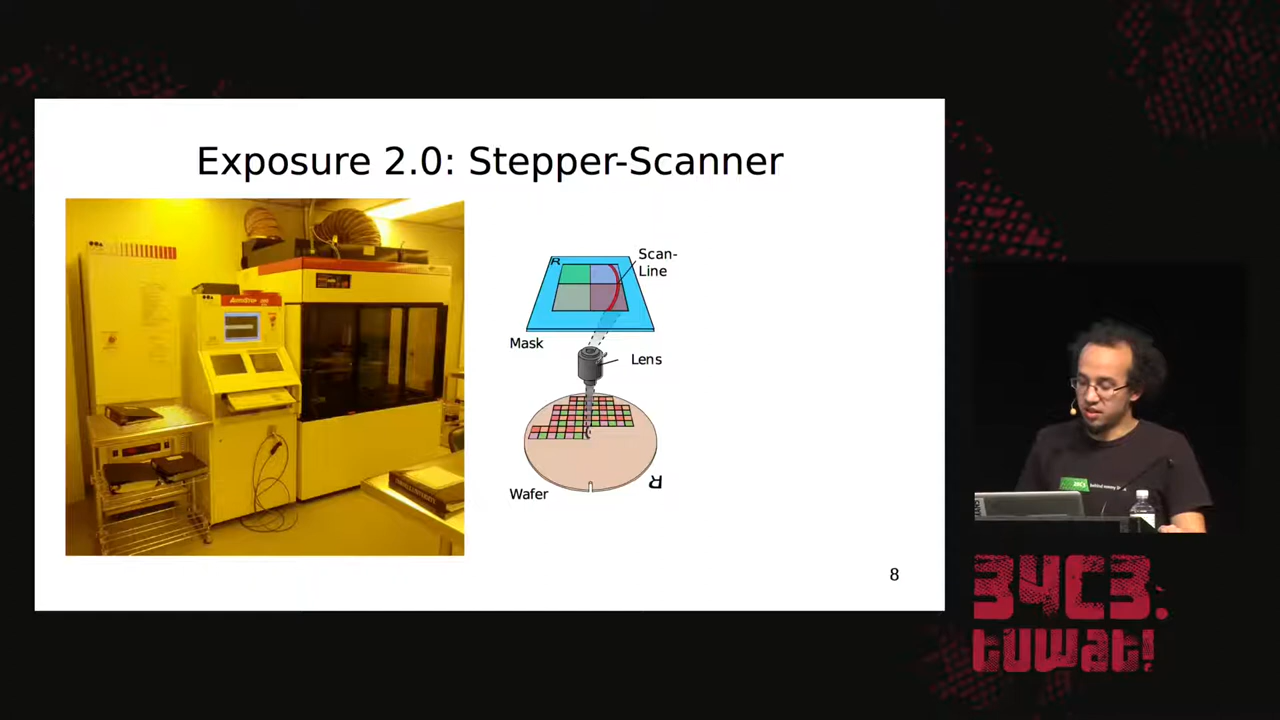 Exposure 2.0: Stepper-Scanner
R
Scan-
Line
Mask
Lens
Wafer
R
8
34C3.
tuwat!